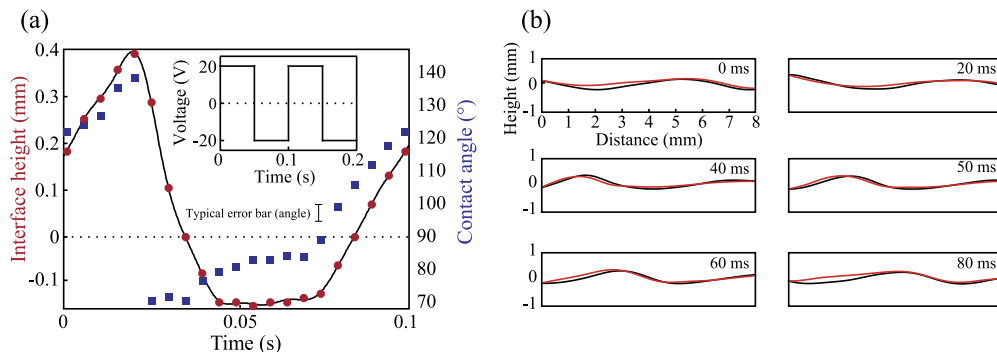 (a)
Interface height (mm)
0.4
0.3
0.2
0.1
0
-0.1
0
0.05
0.1
Time (s)
Contact angle (°)
140
130
120
110
100
90
80
70
Voltage (V)
20
0
-20
0
0.1
0.2
Time (s)
Typical error bar (angle)
(b)
Height (mm)
1
0
-1
0 1 2 3 4 5 6 7 8
Distance (mm)
0 ms
20 ms
1
0
-1
40 ms
50 ms
1
0
-1
60 ms
80 ms